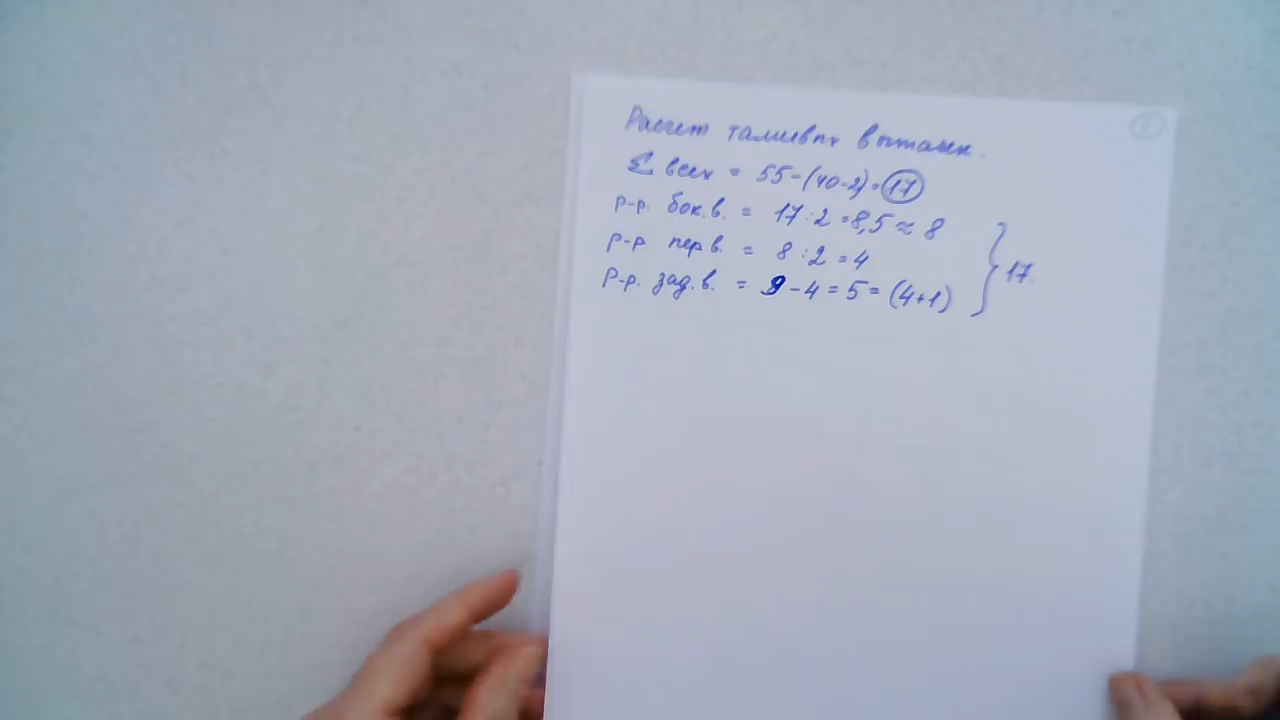 Расчет талиевых вытачек.
Σ всех = 55-(40-2)=17
р-р. бок.в. = 17:2=8,5≈8
р-р пер в. = 8:2=4
р-р. зад.в. = 9-4=5=(4+1)
17.